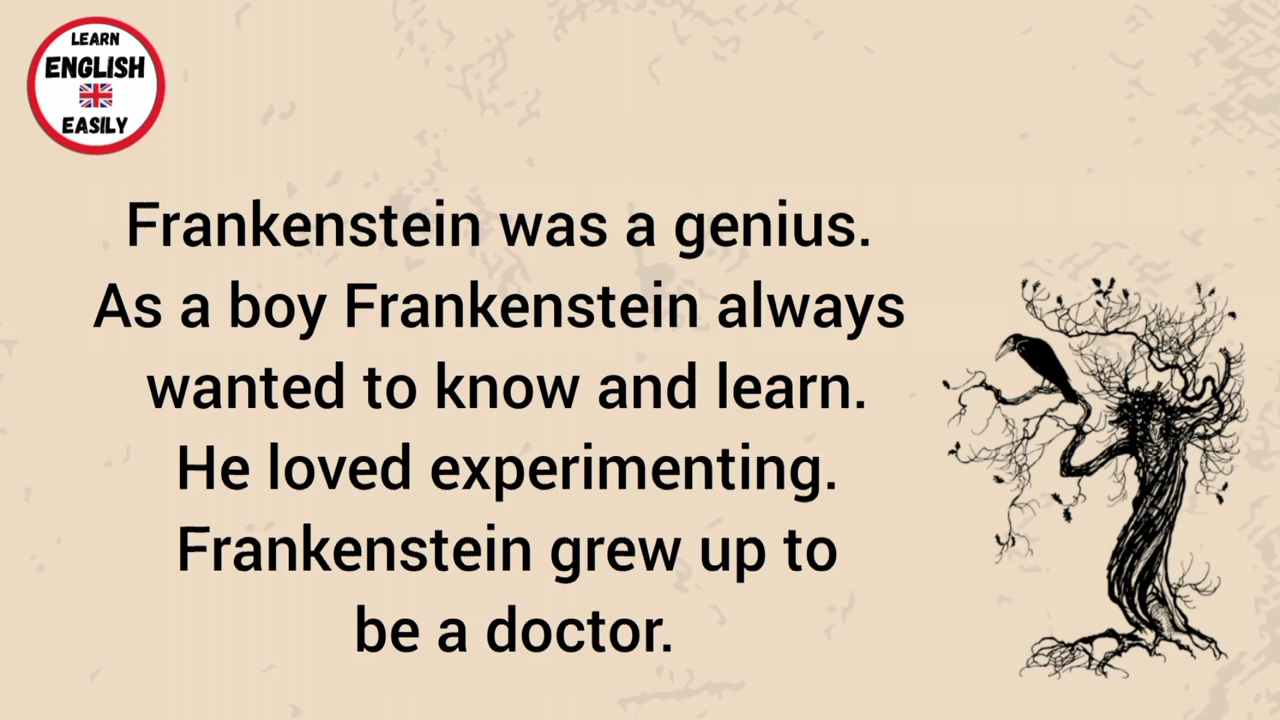 LEARN
ENGLISH
EASILY
Frankenstein was a genius.
As a boy Frankenstein always
wanted to know and learn.
He loved experimenting.
Frankenstein grew up to
be a doctor.